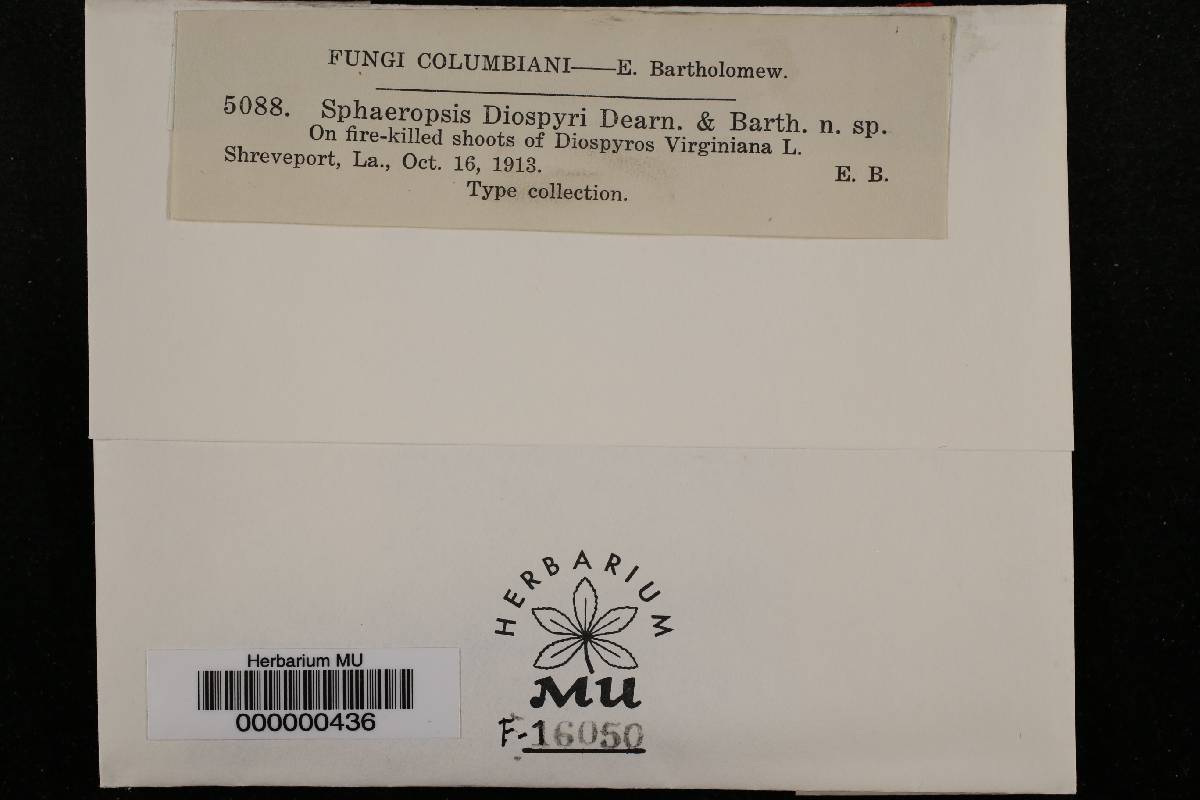 FUNGI COLUMBIANI——E. Bartholomew.
5088. Sphaeropsis Diospyri Dearn. & Barth. n. sp.
On fire-killed shoots of Diospyros Virginiana L.
Shreveport, La., Oct. 16, 1913.
E. B.
Type collection.
HERBARIUM
MU
F-16050
Herbarium MU
000000436